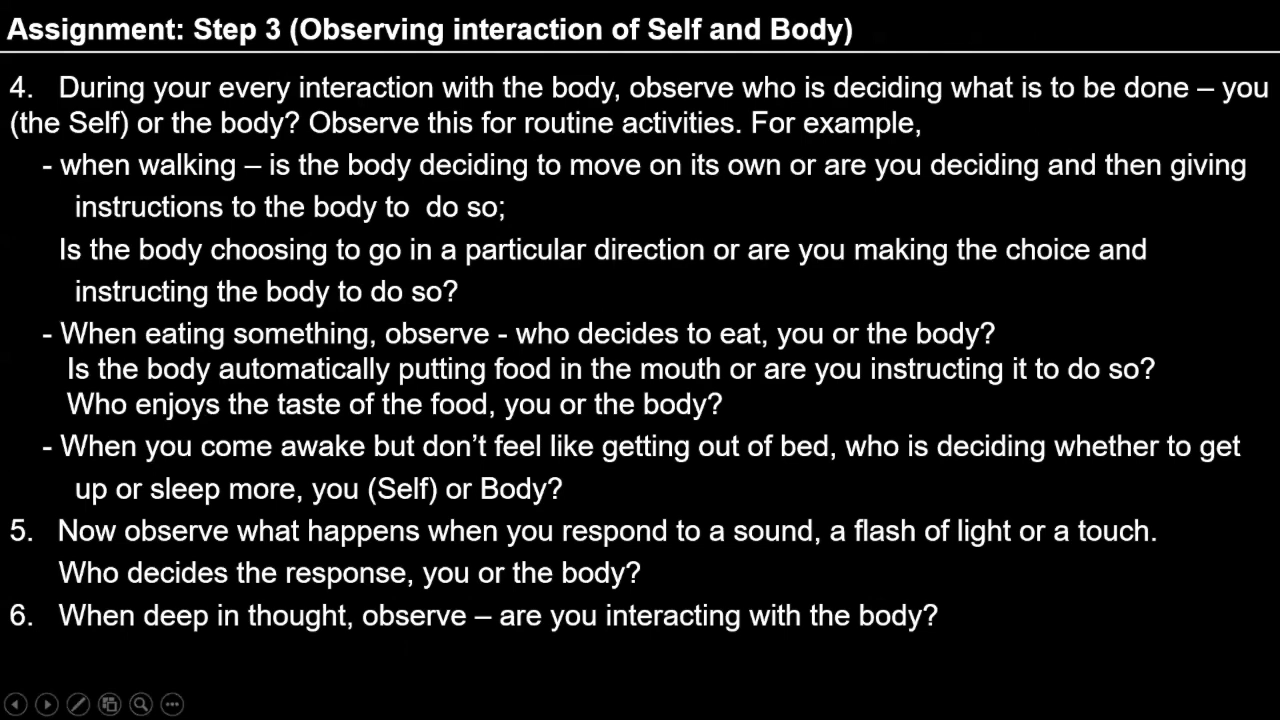 Assignment: Step 3 (Observing interaction of Self and Body)
4. During your every interaction with the body, observe who is deciding what is to be done – you
(the Self) or the body? Observe this for routine activities. For example,
- when walking – is the body deciding to move on its own or are you deciding and then giving
instructions to the body to do so;
Is the body choosing to go in a particular direction or are you making the choice and
instructing the body to do so?
- When eating something, observe - who decides to eat, you or the body?
Is the body automatically putting food in the mouth or are you instructing it to do so?
Who enjoys the taste of the food, you or the body?
- When you come awake but don’t feel like getting out of bed, who is deciding whether to get
up or sleep more, you (Self) or Body?
5. Now observe what happens when you respond to a sound, a flash of light or a touch.
Who decides the response, you or the body?
6. When deep in thought, observe – are you interacting with the body?